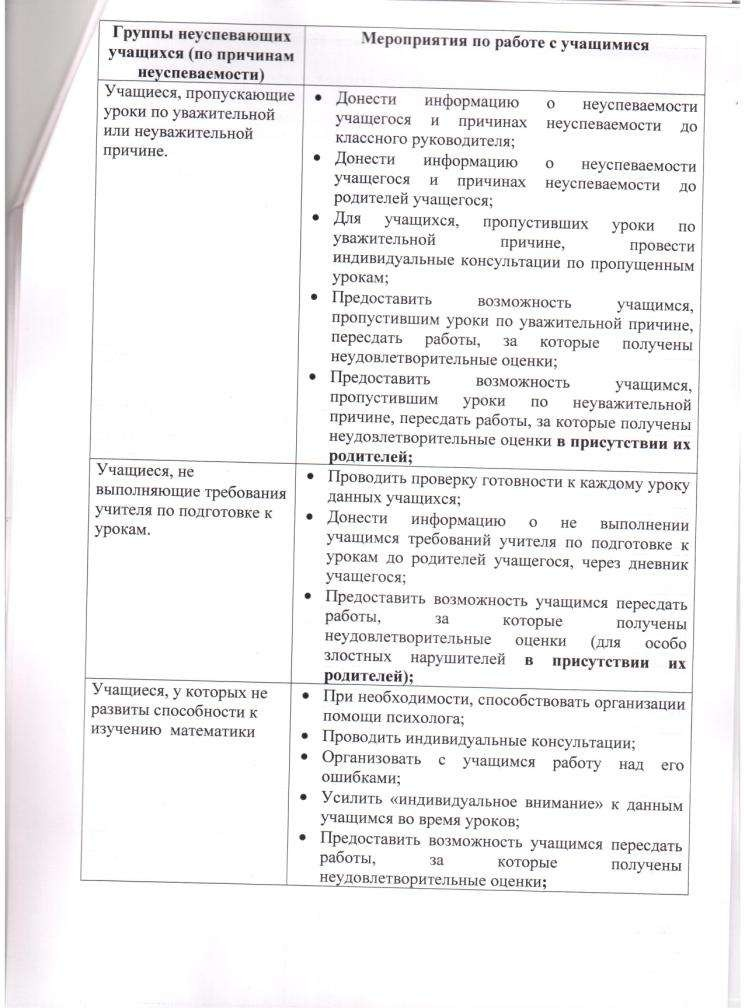 Группы неуспевающих
учащихся (по причинам
неуспеваемости)
Мероприятия по работе с учащимися
Учащиеся, пропускающие
уроки по уважительной
или неуважительной
причине.
• Донести информацию о неуспеваемости
учащегося и причинах неуспеваемости до
классного руководителя;
• Донести информацию о неуспеваемости
учащегося и причинах неуспеваемости до
родителей учащегося;
• Для учащихся, пропустивших уроки по
уважительной причине, провести
индивидуальные консультации по пропущенным
урокам;
• Предоставить возможность учащимся,
пропустившим уроки по уважительной причине,
пересдать работы, за которые получены
неудовлетворительные оценки;
• Предоставить возможность учащимся,
пропустившим уроки по неуважительной
причине, пересдать работы, за которые получены
неудовлетворительные оценки в присутствии их
родителей;
Учащиеся, не
выполняющие требования
учителя по подготовке к
урокам.
• Проводить проверку готовности к каждому уроку
данных учащихся;
• Донести информацию о не выполнении
учащимся требований учителя по подготовке к
урокам до родителей учащегося, через дневник
учащегося;
• Предоставить возможность учащимся пересдать
работы, за которые получены
неудовлетворительные оценки (для особо
злостных нарушителей в присутствии их
родителей);
Учащиеся, у которых не
развиты способности к
изучению математики
• При необходимости, способствовать организации
помощи психолога;
• Проводить индивидуальные консультации;
• Организовать с учащимся работу над его
ошибками;
• Усилить «индивидуальное внимание» к данным
учащимся во время уроков;
• Предоставить возможность учащимся пересдать
работы, за которые получены
неудовлетворительные оценки;